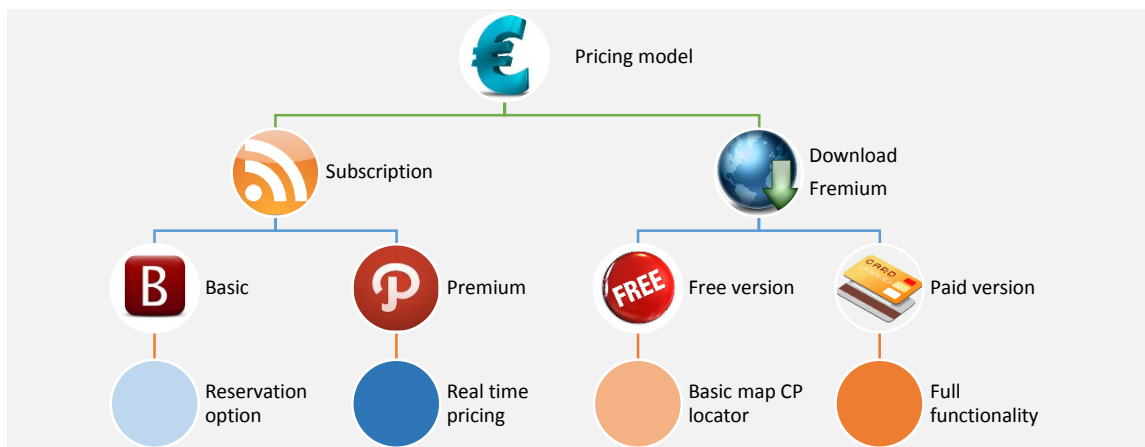 Pricing model
Subscription
Download
Fremium
B
Basic
P
Premium
FREE
Free version
CARD
Paid version
Reservation
option
Real time
pricing
Basic map CP
locator
Full
functionality